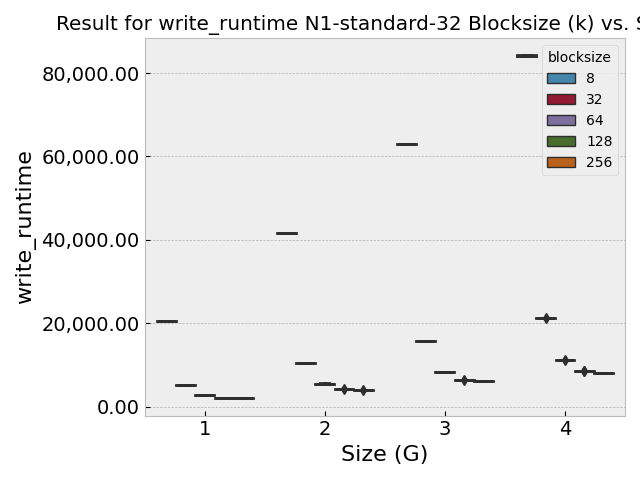 Result for write_runtime N1-standard-32 Blocksize (k) vs.
write_runtime
80,000.00
60,000.00
40,000.00
20,000.00
0.00
blocksize
8
32
64
128
256
1 2 3 4
Size (G)